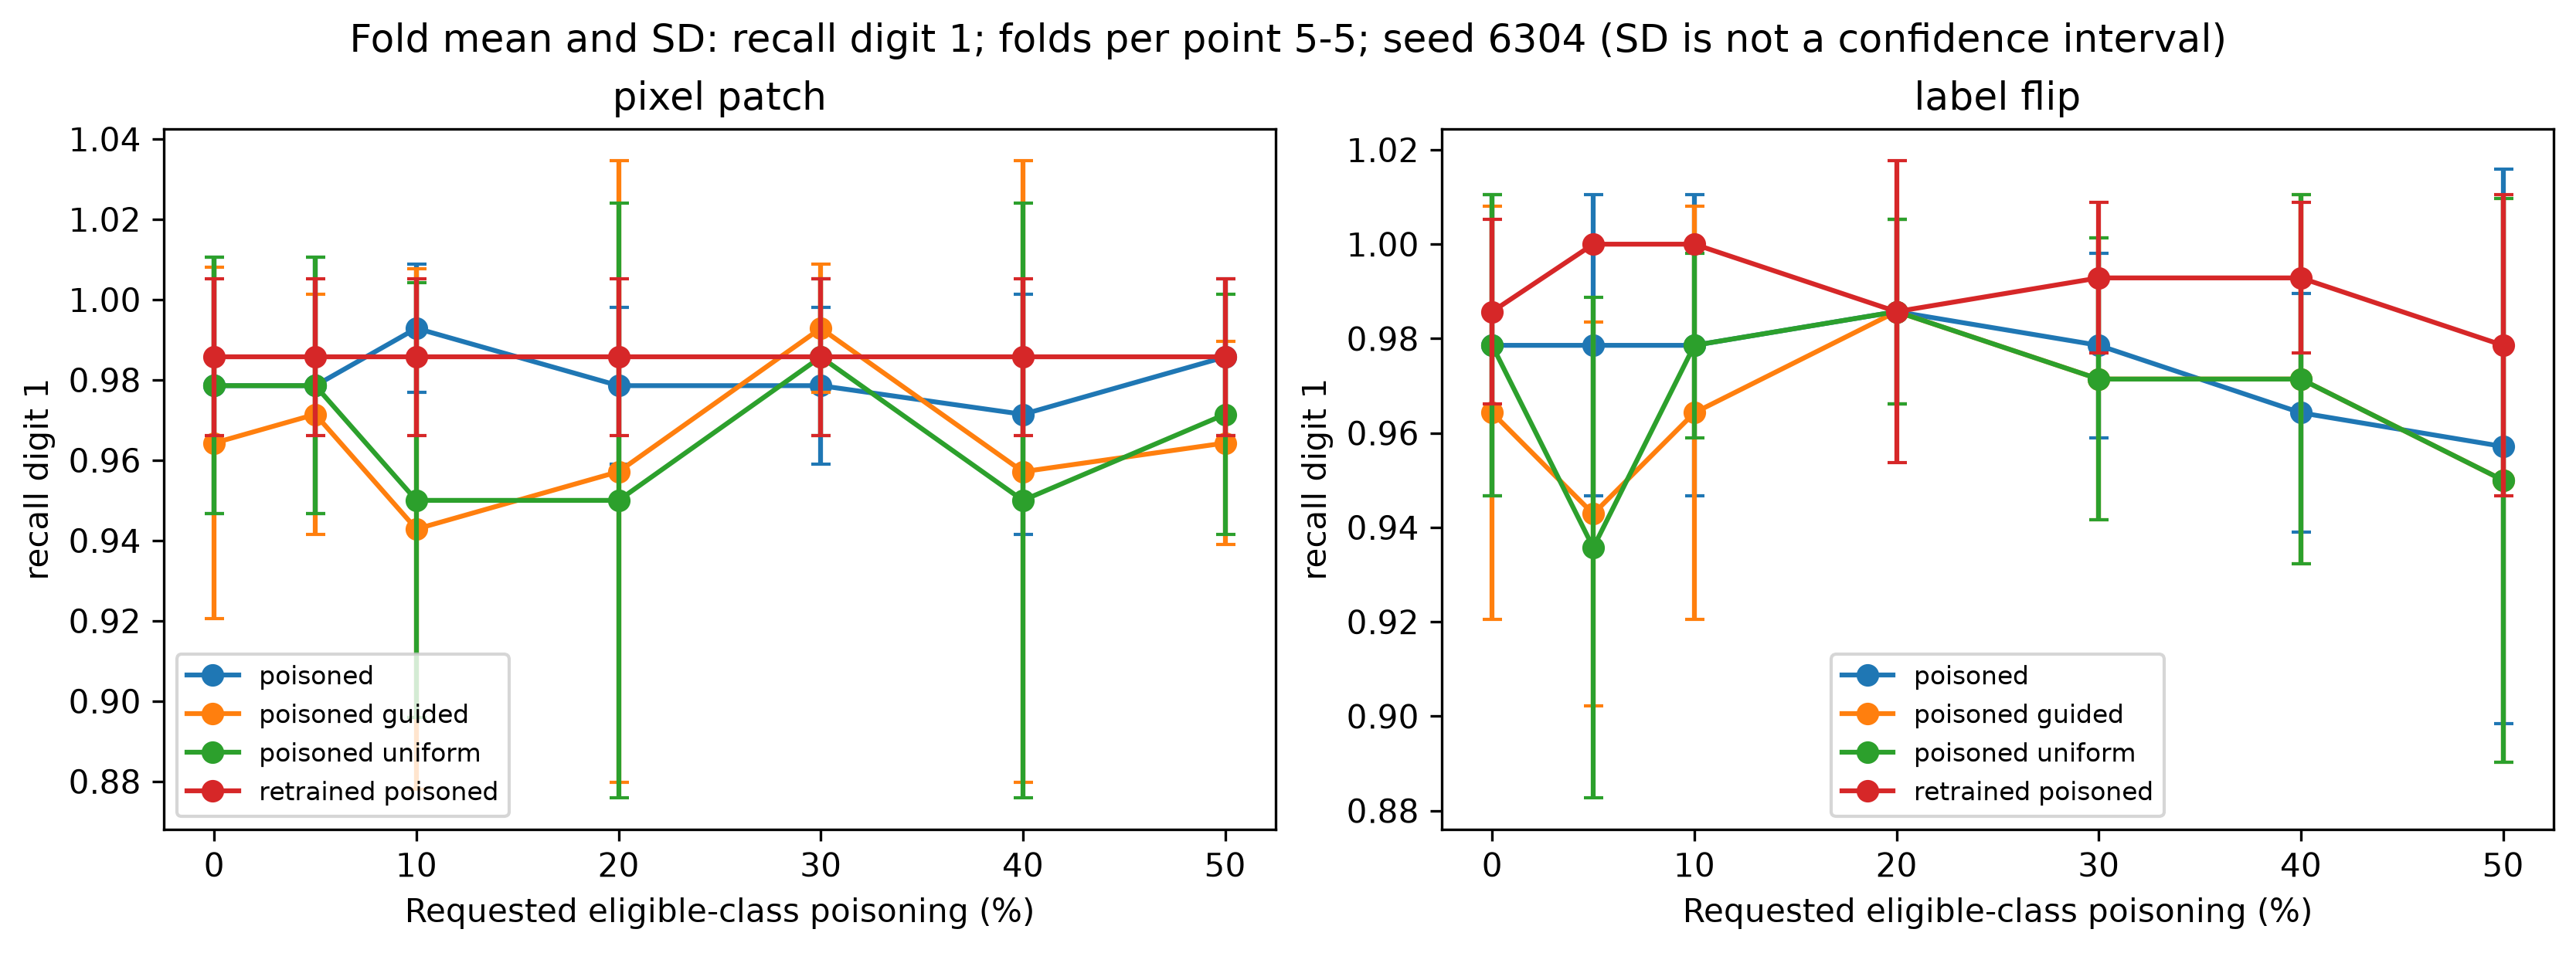 Fold mean and SD: recall digit 1; folds per point 5-5; seed 6304 (SD is not a confidence interval)
pixel patch
recall digit 1
1.04
1.02
1.00
0.98
0.96
0.94
0.92
0.90
0.88
poisoned
poisoned guided
poisoned uniform
retrained poisoned
0 10 20 30 40 50
Requested eligible-class poisoning (%)
label flip
recall digit 1
1.02
1.00
0.98
0.96
0.94
0.92
0.90
0.88
poisoned
poisoned guided
poisoned uniform
retrained poisoned
0 10 20 30 40 50
Requested eligible-class poisoning (%)